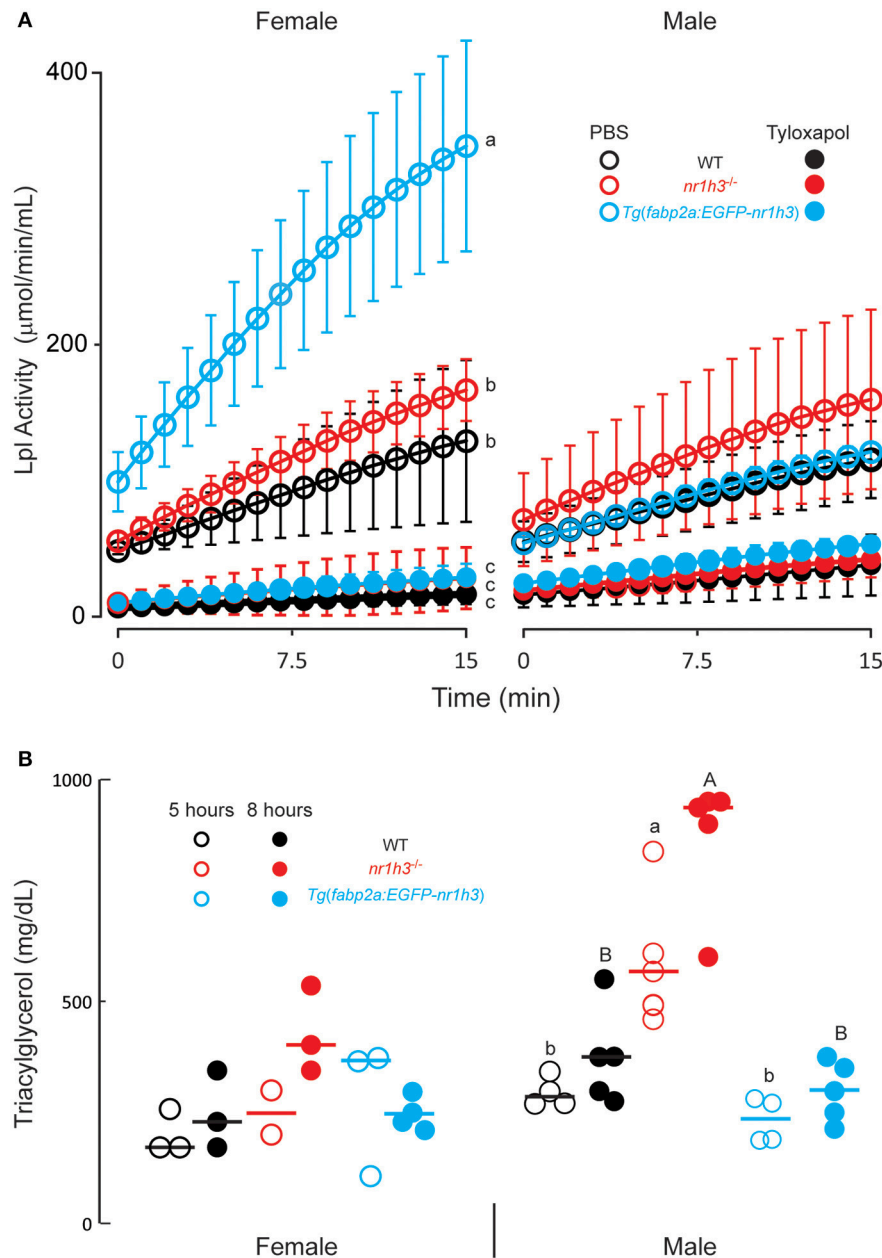 A
Female
Male
400
200
0
Lpl Activity (μmol/min/mL)
a
b
b
c
c
c
PBS
Tyloxapol
WT
nr1h3-/-
Tg(fabp2a:EGFP-nr1h3)
0
7.5
15
0
7.5
15
Time (min)
B
1000
500
0
Triacylglycerol (mg/dL)
5 hours
8 hours
WT
nr1h3-/-
Tg(fabp2a:EGFP-nr1h3)
b
B
a
A
b
B
Female
Male